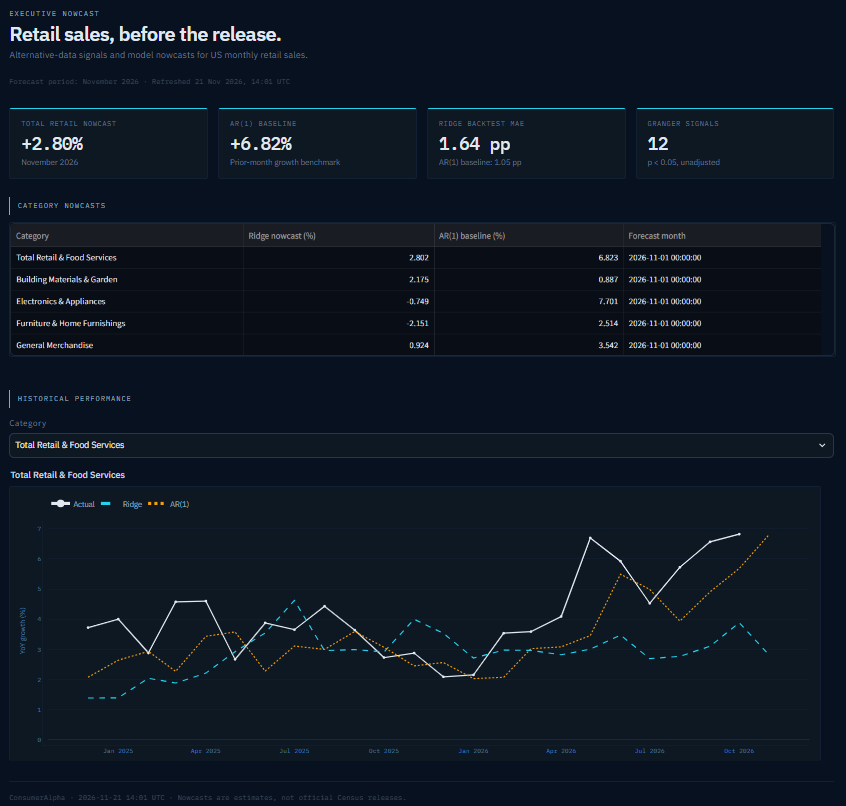 EXECUTIVE NOWCAST
Retail sales, before the release.
Alternative-data signals and model nowcasts for US monthly retail sales.
Forecast period: November 2026 · Refreshed 21 Nov 2026, 14:01 UTC
TOTAL RETAIL NOWCAST
+2.80%
November 2026
AR(1) BASELINE
+6.82%
Prior-month growth benchmark
RIDGE BACKTEST MAE
1.64 pp
AR(1) baseline: 1.05 pp
GRANGER SIGNALS
12
p < 0.05, unadjusted
CATEGORY NOWCASTS
Category Ridge nowcast (%) AR(1) baseline (%) Forecast month
Total Retail & Food Services 2.802 6.823 2026-11-01 00:00:00
Building Materials & Garden 2.175 0.887 2026-11-01 00:00:00
Electronics & Appliances -0.749 7.701 2026-11-01 00:00:00
Furniture & Home Furnishings -2.151 2.514 2026-11-01 00:00:00
General Merchandise 0.924 3.542 2026-11-01 00:00:00
HISTORICAL PERFORMANCE
Category
Total Retail & Food Services
Total Retail & Food Services
Actual Ridge AR(1)
7
6
5
4
3
2
1
0
YoY growth (%)
Jan 2025 Apr 2025 Jul 2025 Oct 2025 Jan 2026 Apr 2026 Jul 2026 Oct 2026
ConsumerAlpha · 2026-11-21 14:01 UTC · Nowcasts are estimates, not official Census releases.